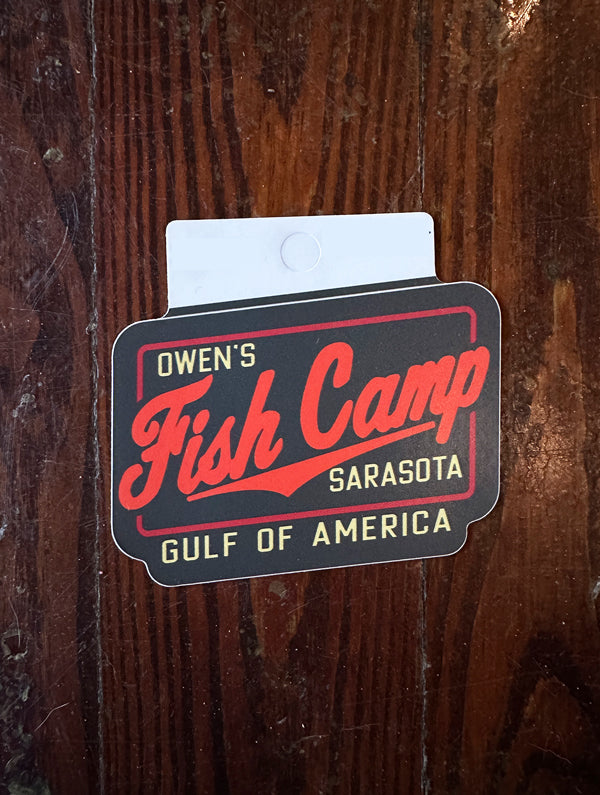 OWEN'S
Fish Camp
SARASOTA
GULF OF AMERICA